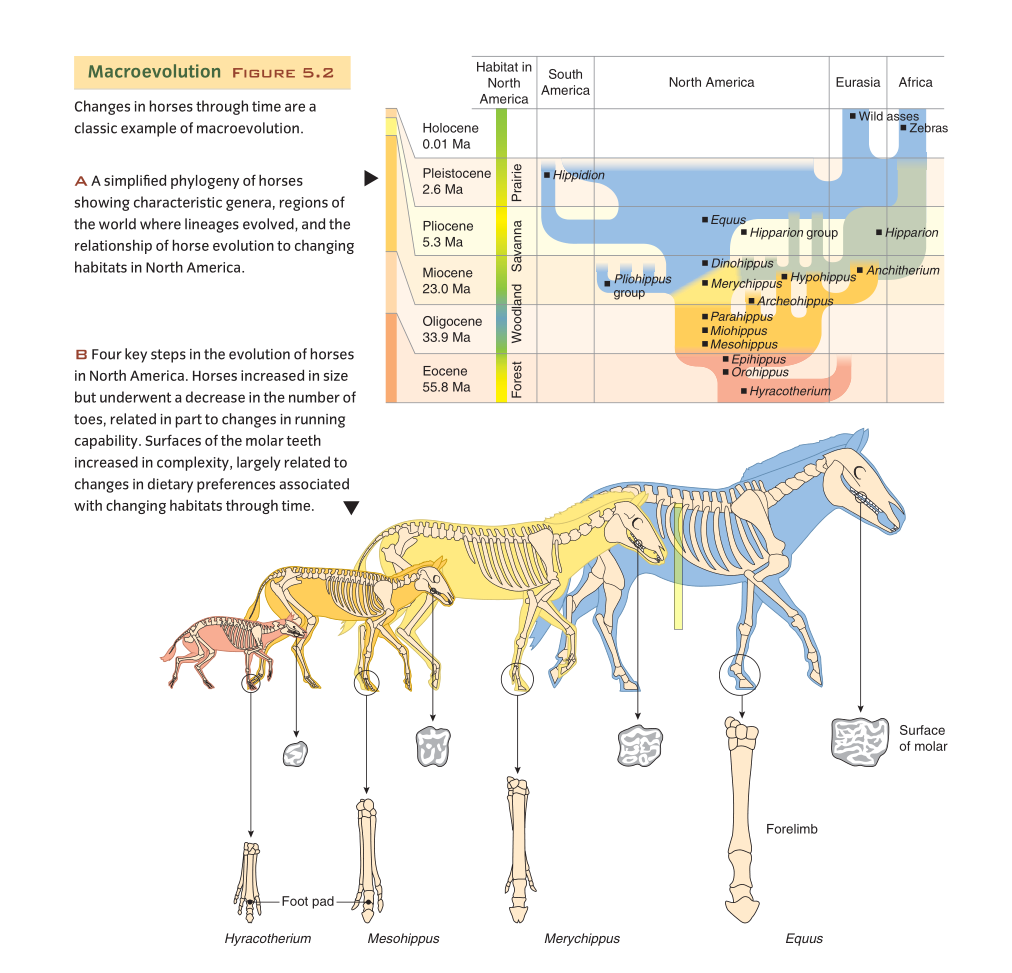 Macroevolution FIGURE 5.2
Changes in horses through time are a
classic example of macroevolution.
A A simplified phylogeny of horses
showing characteristic genera, regions of
the world where lineages evolved, and the
relationship of horse evolution to changing
habitats in North America.
B Four key steps in the evolution of horses
in North America. Horses increased in size
but underwent a decrease in the number of
toes, related in part to changes in running
capability. Surfaces of the molar teeth
increased in complexity, largely related to
changes in dietary preferences associated
with changing habitats through time.
Habitat in
North
America
South
America
North America
Eurasia
Africa
Holocene
0.01 Ma
Pleistocene
2.6 Ma
Pliocene
5.3 Ma
Miocene
23.0 Ma
Oligocene
33.9 Ma
Eocene
55.8 Ma
Prairie
Savanna
Woodland
Forest
Wild asses
Zebras
Hippidion
Equus
Hipparion group
Hipparion
Dinohippus
Pliohippus
group
Merychippus
Hypohippus
Anchitherium
Archeohippus
Parahippus
Miohippus
Mesohippus
Epihippus
Orohippus
Hyracotherium
Surface
of molar
Forelimb
Foot pad
Hyracotherium
Mesohippus
Merychippus
Equus